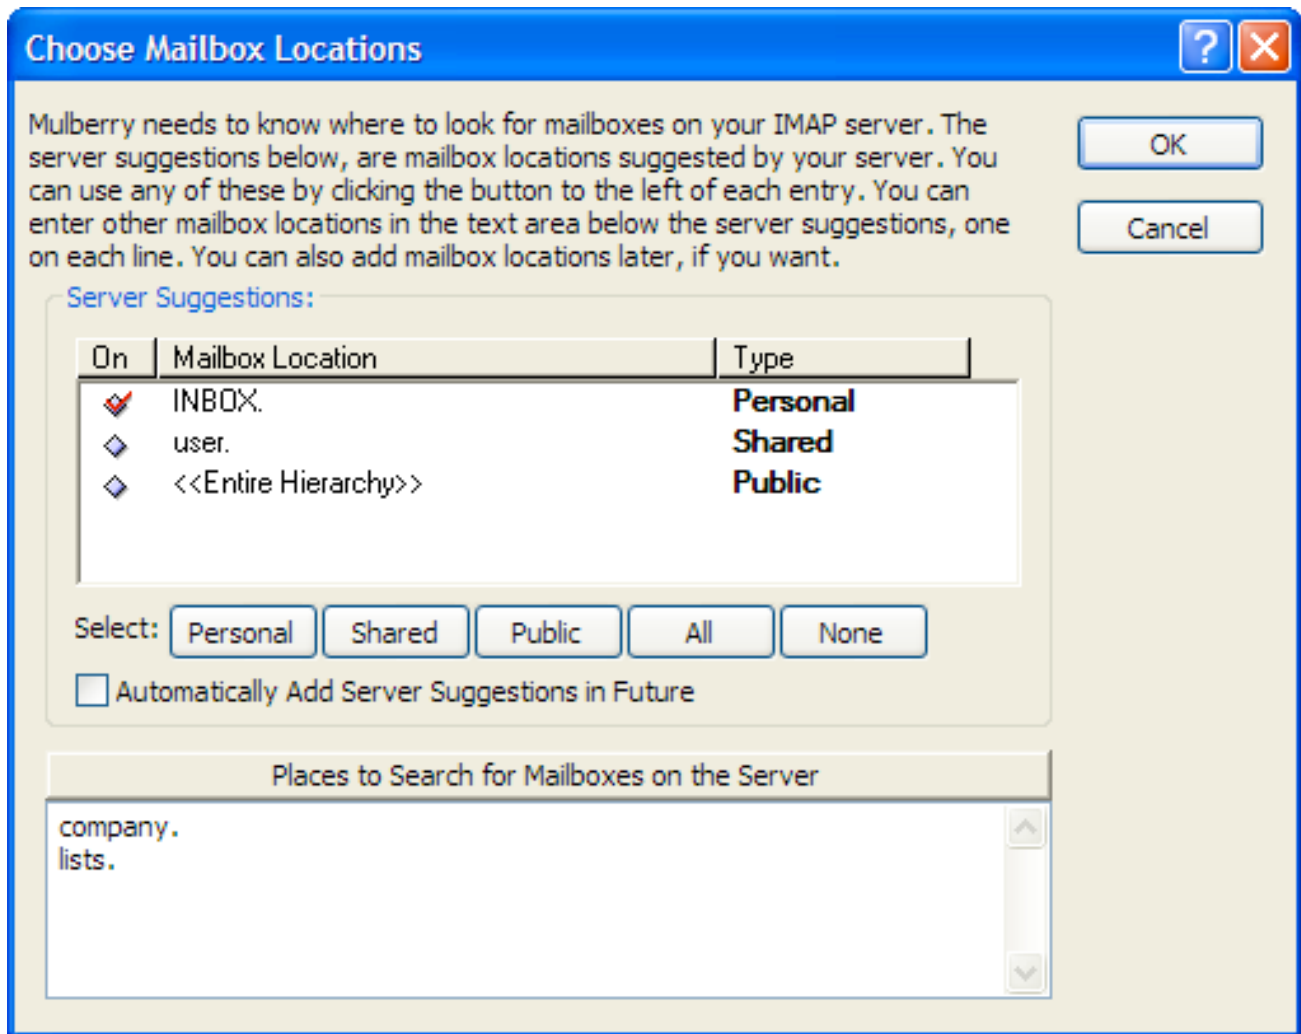 Choose Mailbox Locations
Mulberry needs to know where to look for mailboxes on your IMAP server. The
server suggestions below, are mailbox locations suggested by your server. You
can use any of these by clicking the button to the left of each entry. You can
enter other mailbox locations in the text area below the server suggestions, one
on each line. You can also add mailbox locations later, if you want.
OK
Cancel
Server Suggestions:
On Mailbox Location Type
INBOX. Personal
user. Shared
<<Entire Hierarchy>> Public
Select: Personal Shared Public All None
Automatically Add Server Suggestions in Future
Places to Search for Mailboxes on the Server
company.
lists.